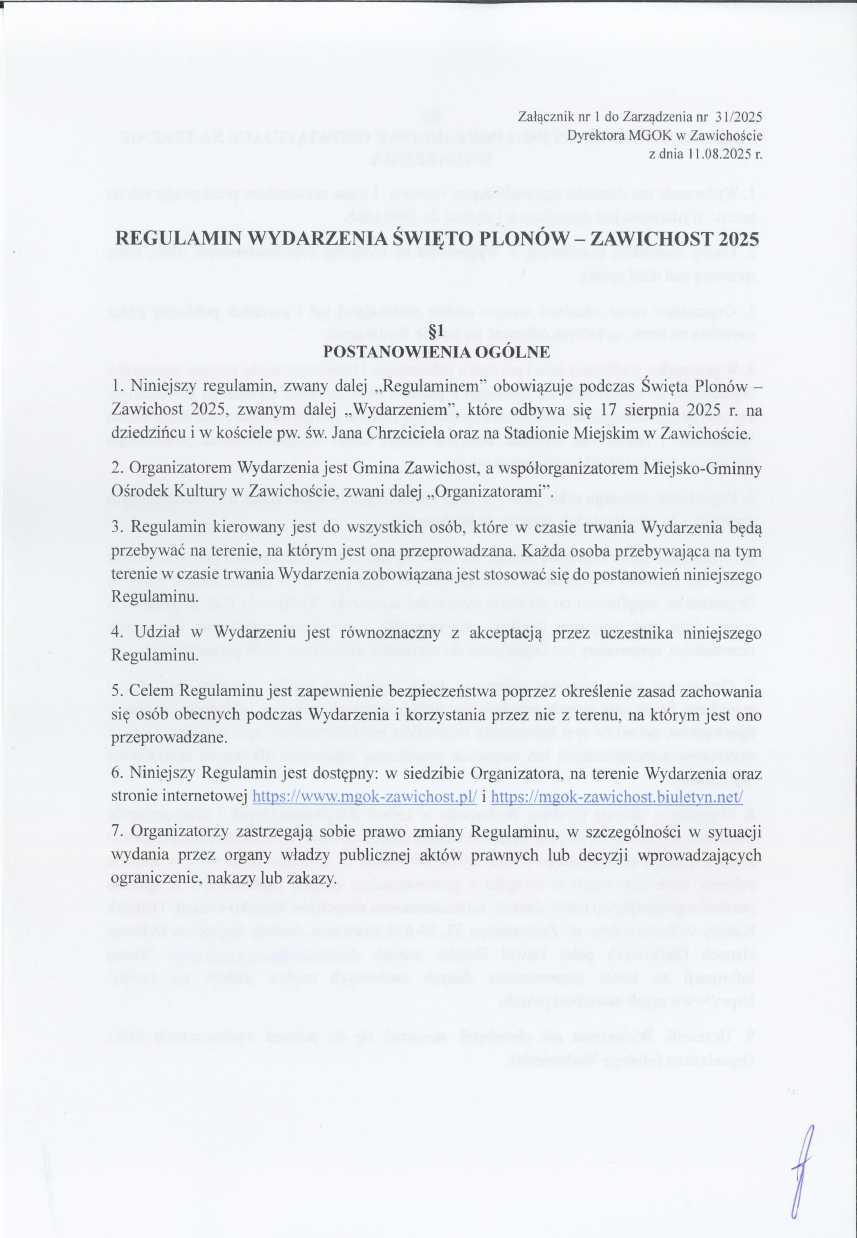 Załącznik nr 1 do Zarządzenia nr 31/2025
Dyrektora MGOK w Zawichoście
z dnia 11.08.2025 r.
REGULAMIN WYDARZENIA ŚWIĘTO PLONÓW – ZAWICHOST 2025
§1
POSTANOWIENIA OGÓLNE
1. Niniejszy regulamin, zwany dalej „Regulaminem” obowiązuje podczas Święta Plonów –
Zawichost 2025, zwanym dalej „Wydarzeniem”, które odbywa się 17 sierpnia 2025 r. na
dziedzińcu i w kościele pw. św. Jana Chrzciciela oraz na Stadionie Miejskim w Zawichoście.
2. Organizatorem Wydarzenia jest Gmina Zawichost, a współorganizatorem Miejsko-Gminny
Ośrodek Kultury w Zawichoście, zwani dalej „Organizatorami”.
3. Regulamin kierowany jest do wszystkich osób, które w czasie trwania Wydarzenia będą
przebywać na terenie, na którym jest ona przeprowadzana. Każda osoba przebywająca na tym
terenie w czasie trwania Wydarzenia zobowiązana jest stosować się do postanowień niniejszego
Regulaminu.
4. Udział w Wydarzeniu jest równoznaczny z akceptacją przez uczestnika niniejszego
Regulaminu.
5. Celem Regulaminu jest zapewnienie bezpieczeństwa poprzez określenie zasad zachowania
się osób obecnych podczas Wydarzenia i korzystania przez nie z terenu, na którym jest ono
przeprowadzane.
6. Niniejszy Regulamin jest dostępny: w siedzibie Organizatora, na terenie Wydarzenia oraz
stronie internetowej https://www.mgok-zawichost.pl/ i https://mgok-zawichost.biuletyn.net/
7. Organizatorzy zastrzegają sobie prawo zmiany Regulaminu, w szczególności w sytuacji
wydania przez organy władzy publicznej aktów prawnych lub decyzji wprowadzających
ograniczenie, nakazy lub zakazy.